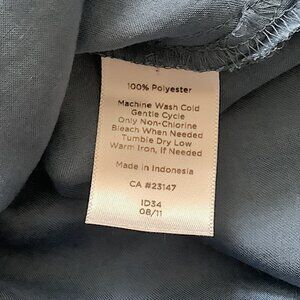 100% Polyester
Machine Wash Cold
Gentle Cycle
Only Non-Chlorine
Bleach When Needed
Tumble Dry Low
Warm Iron, If Needed
Made in Indonesia
CA #23147
ID34
08/11